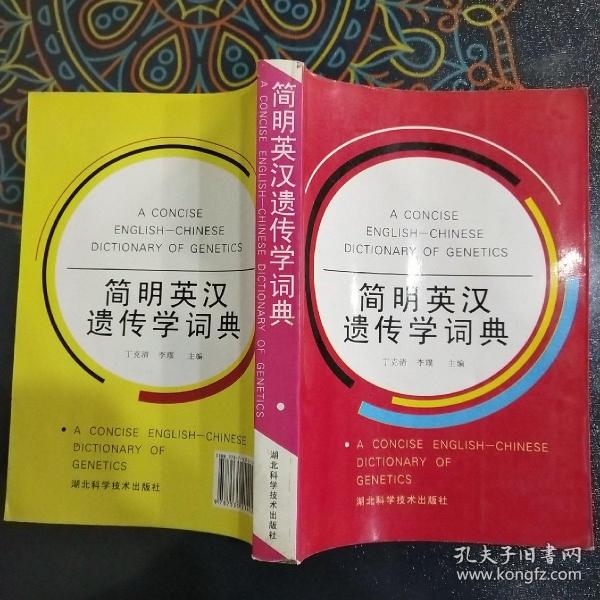 A CONCISE
ENGLISH—CHINESE
DICTIONARY OF GENETICS
简明英汉
遗传学词典
丁克清 李璞 主编
• A CONCISE ENGLISH—CHINESE
DICTIONARY OF
GENETICS
湖北科学技术出版社
简明英汉遗传学词典
A CONCISE ENGLISH—CHINESE DICTIONARY OF GENETICS
湖北科学技术出版社
A CONCISE
ENGLISH—CHINESE
DICTIONARY OF GENETICS
简明英汉
遗传学词典
丁克清 李璞 主编
• A CONCISE ENGLISH—CHINESE
DICTIONARY OF
GENETICS
湖北科学技术出版社
孔夫子旧书网
www.kongfz.com